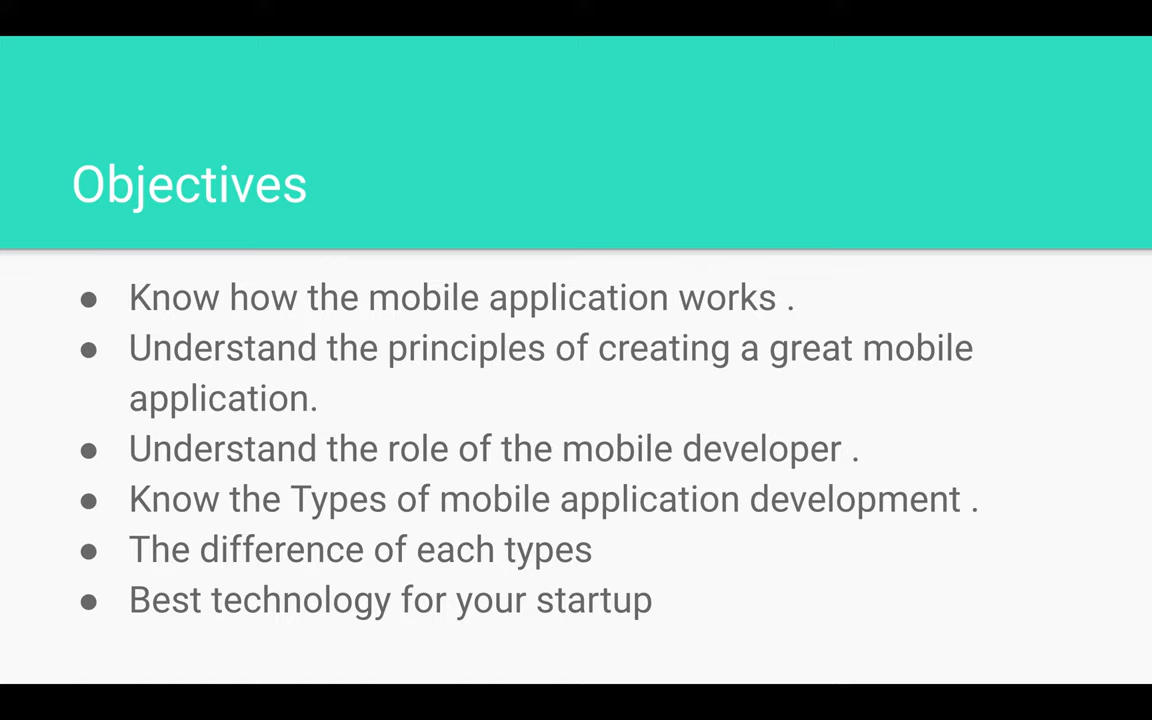 Objectives
● Know how the mobile application works .
● Understand the principles of creating a great mobile
application.
● Understand the role of the mobile developer .
● Know the Types of mobile application development .
● The difference of each types
● Best technology for your startup